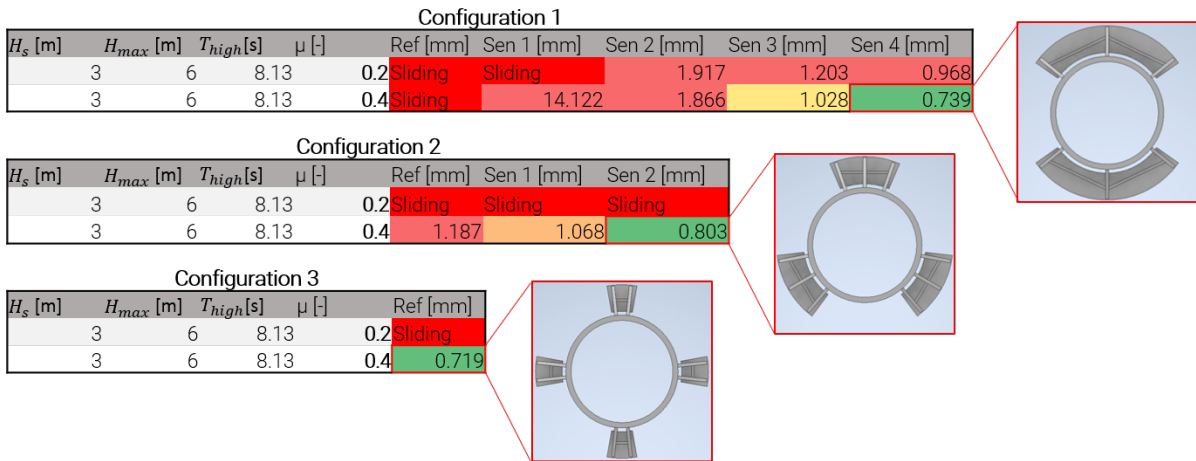 Configuration 1
H_s [m] H_max [m] T_high[s] μ [-] Ref [mm] Sen 1 [mm] Sen 2 [mm] Sen 3 [mm] Sen 4 [mm]
3 6 8.13 0.2 Sliding Sliding 1.917 1.203 0.968
3 6 8.13 0.4 Sliding 14.122 1.866 1.028 0.739
Configuration 2
H_s [m] H_max [m] T_high[s] μ [-] Ref [mm] Sen 1 [mm] Sen 2 [mm]
3 6 8.13 0.2 Sliding Sliding Sliding
3 6 8.13 0.4 1.187 1.068 0.803
Configuration 3
H_s [m] H_max [m] T_high[s] μ [-] Ref [mm]
3 6 8.13 0.2 Sliding
3 6 8.13 0.4 0.719